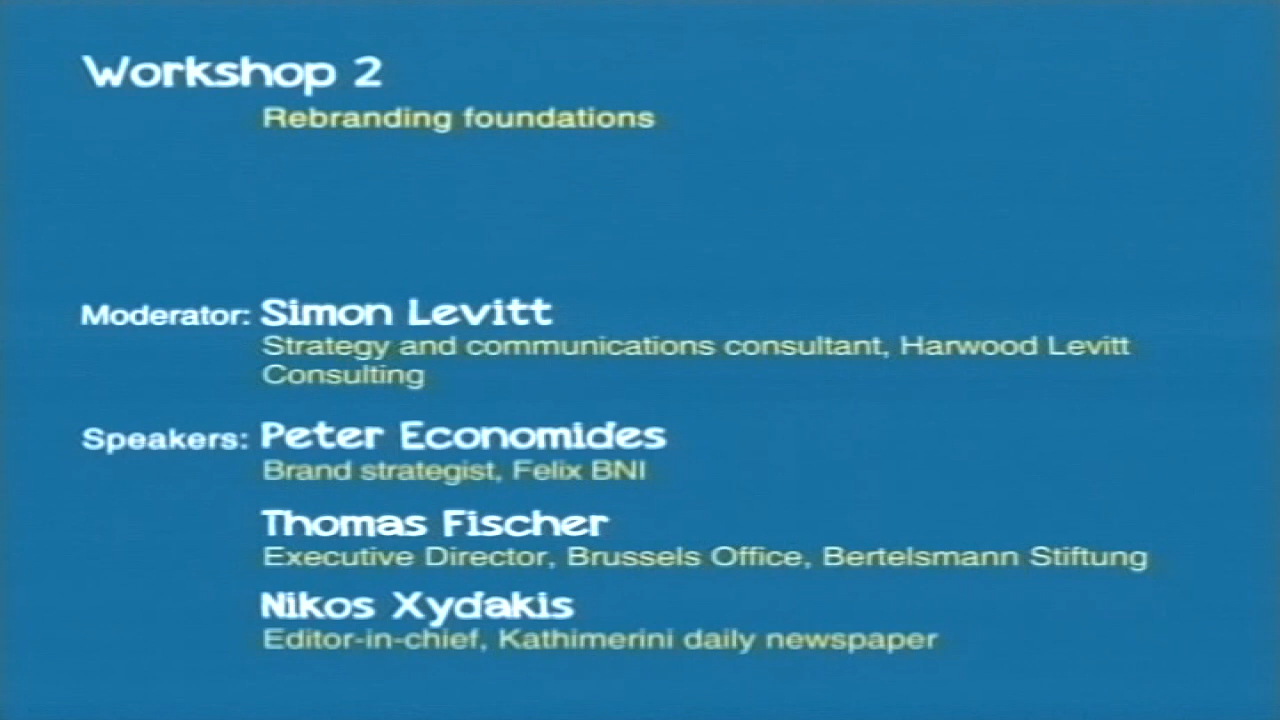 Workshop 2
Rebranding foundations
Moderator: Simon Levitt
Strategy and communications consultant, Harwood Levitt
Consulting
Speakers: Peter Economides
Brand strategist, Felix BNI
Thomas Fischer
Executive Director, Brussels Office, Bertelsmann Stiftung
Nikos Xydakis
Editor-in-chief, Kathimerini daily newspaper